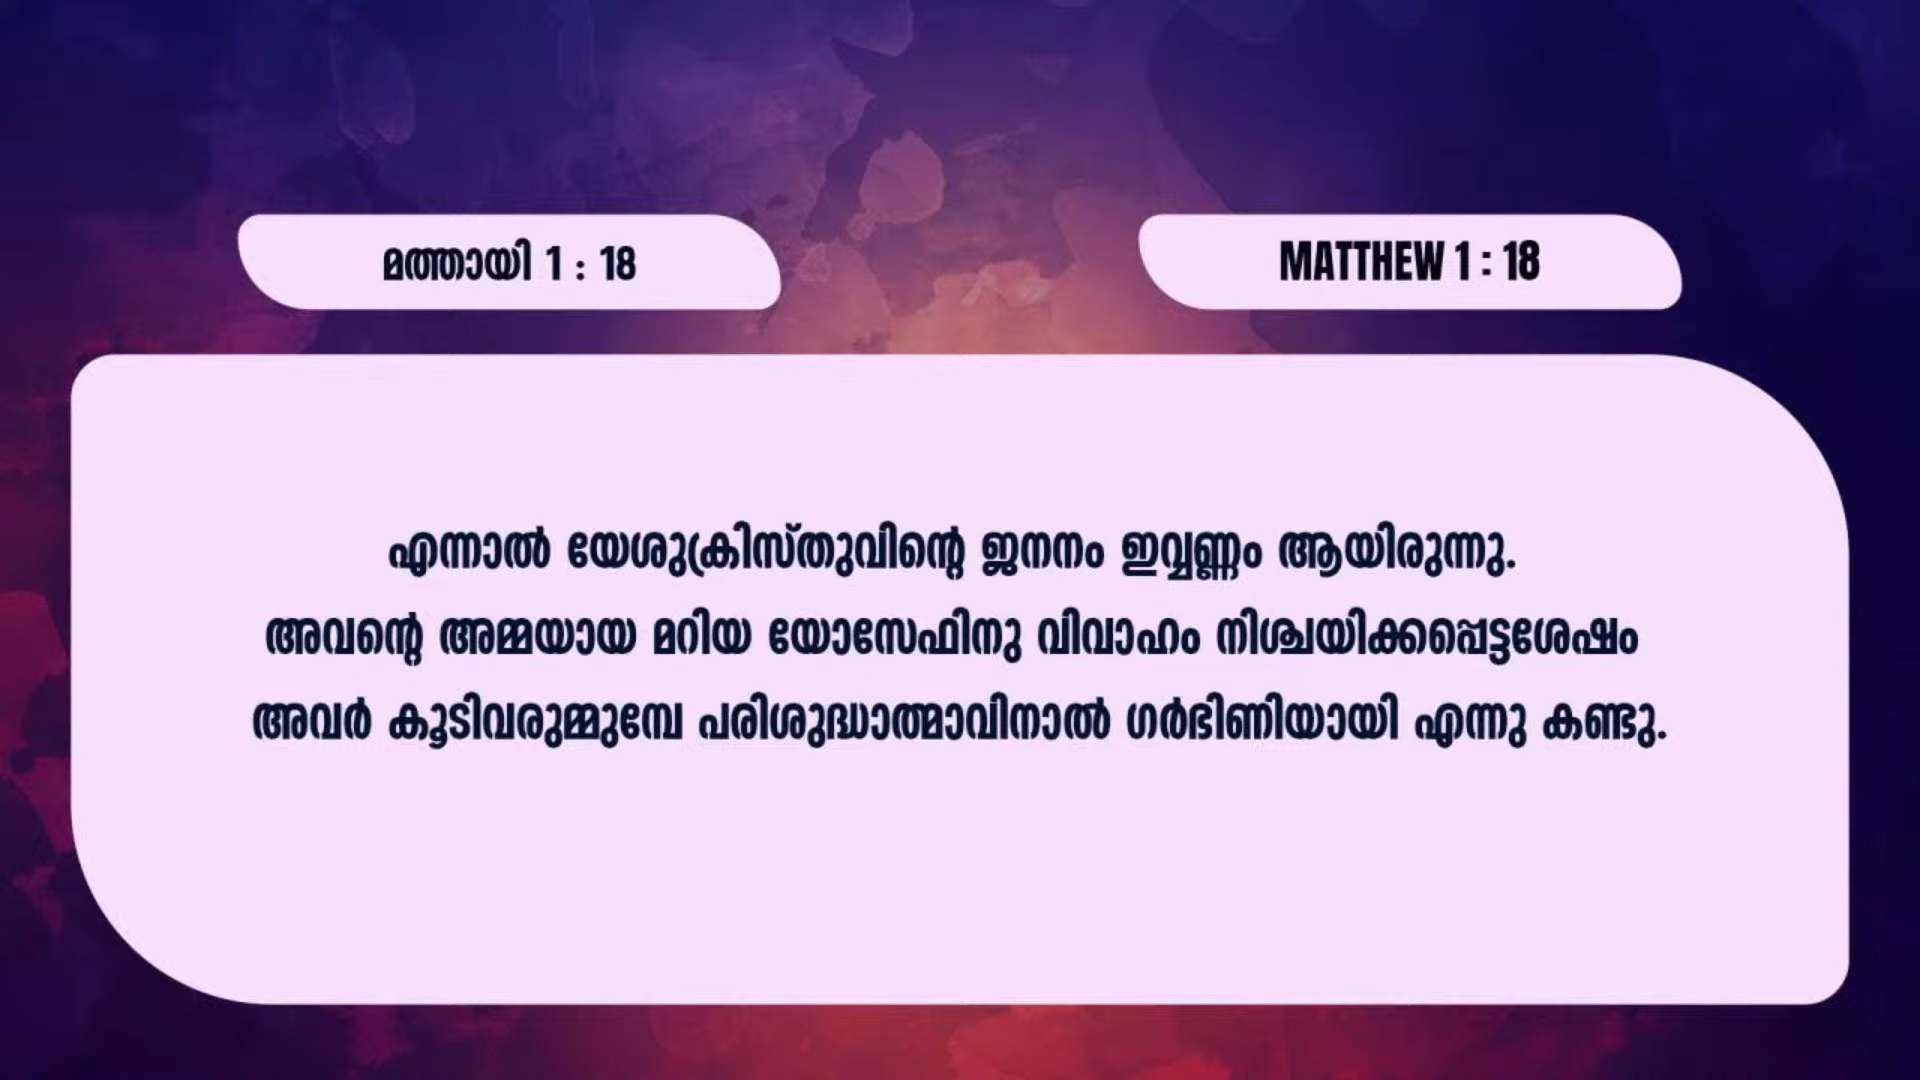 മത്തായി 1 : 18
MATTHEW 1 : 18
എന്നാൽ യേശുക്രിസ്തുവിന്റെ ജനനം ഇവ്വണ്ണം ആയിരുന്നു.
അവന്റെ അമ്മയായ മറിയ യോസേഫിനു വിവാഹം നിശ്ചയിക്കപ്പെട്ടശേഷം
അവർ കൂടിവരുമ്മുമ്പേ പരിശുദ്ധാത്മാവിനാൽ ഗർഭിണിയായി എന്നു കണ്ടു.